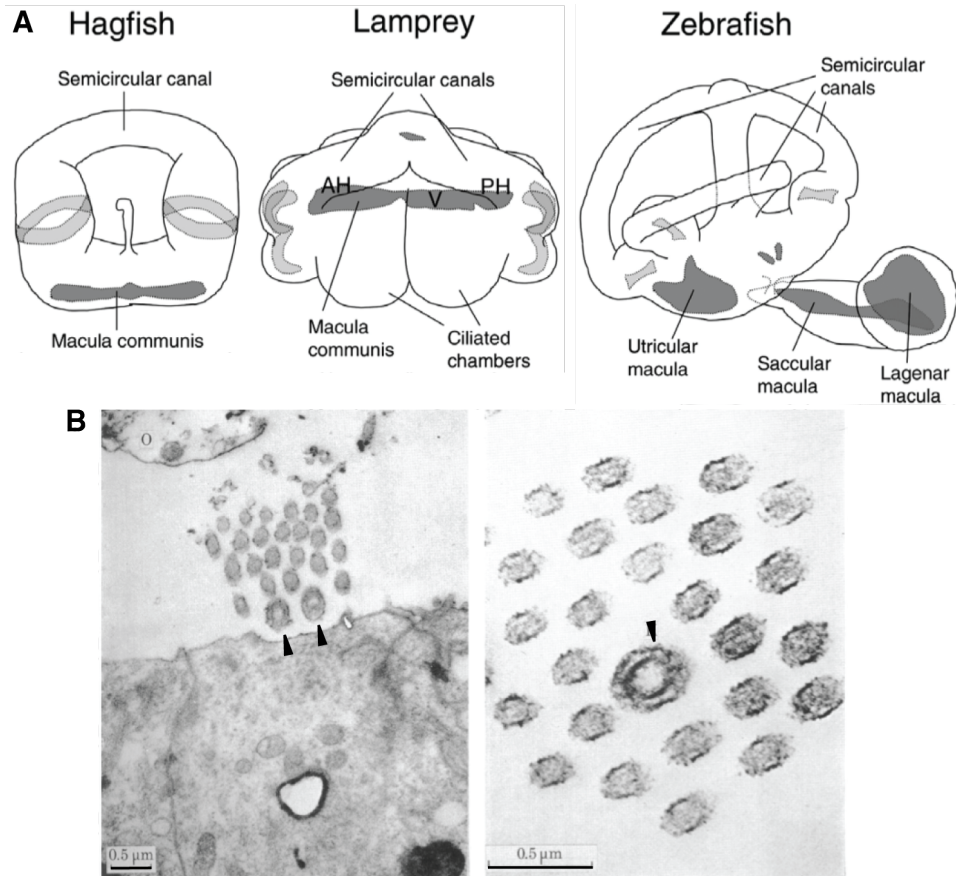 A
Hagfish
Lamprey
Zebrafish
Semicircular canal
Macula communis
Semicircular canals
AH
V
PH
Macula
communis
Ciliated
chambers
Semicircular
canals
Utricular
macula
Saccular
macula
Lagenar
macula
B
O
0.5 µm
0.5 µm